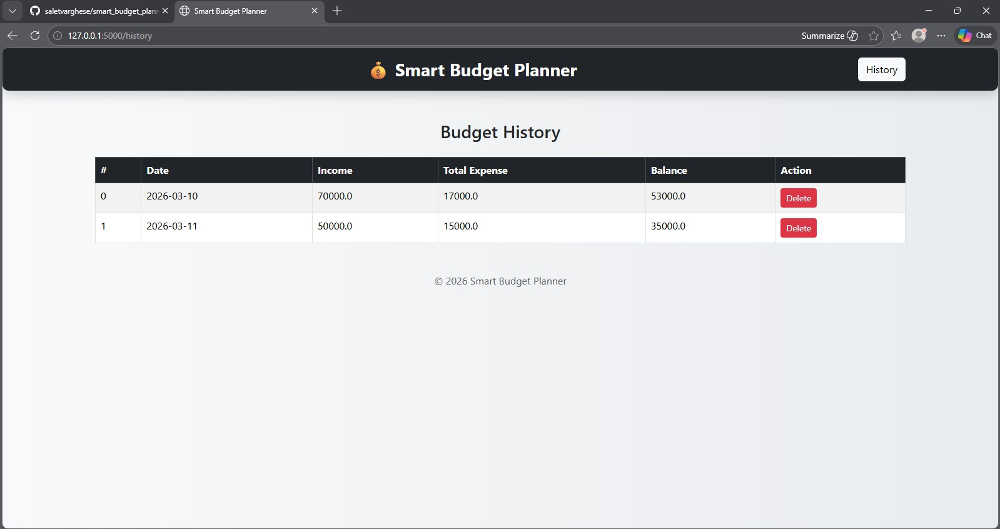 saletvarghese/smart_budget_plann
Smart Budget Planner
127.0.0.1:5000/history
Summarize
Chat
Smart Budget Planner
History
Budget History
# Date Income Total Expense Balance Action
0 2026-03-10 70000.0 17000.0 53000.0 Delete
1 2026-03-11 50000.0 15000.0 35000.0 Delete
© 2026 Smart Budget Planner